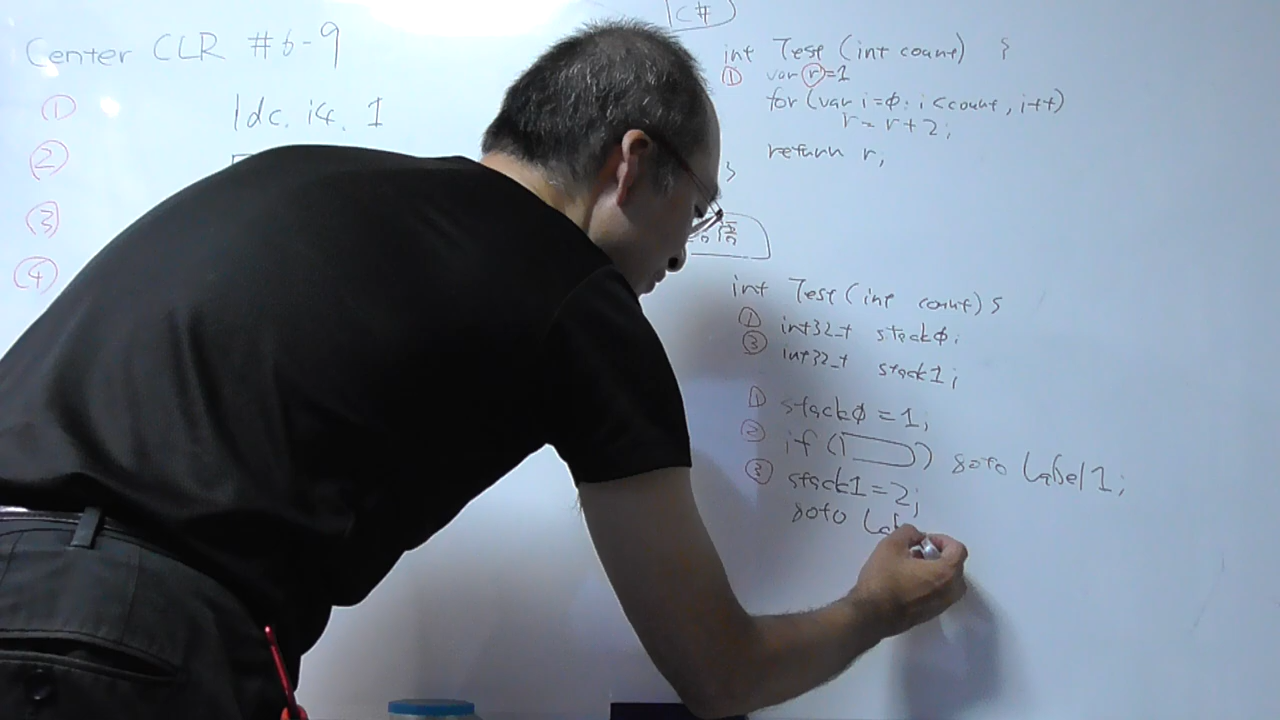 Center CLR #6-9
①
ldc.i4.1
②
③
④
C#
int Test (int count) {
① var r=1
for (var i=0; i<count, i++)
r = r + 2;
return r;
}
int Test (int count) {
① int32_t stack0;
③ int32_t stack1;
① stack0 = 1;
② if ( ) goto Label1;
③ stack1 = 2;
goto